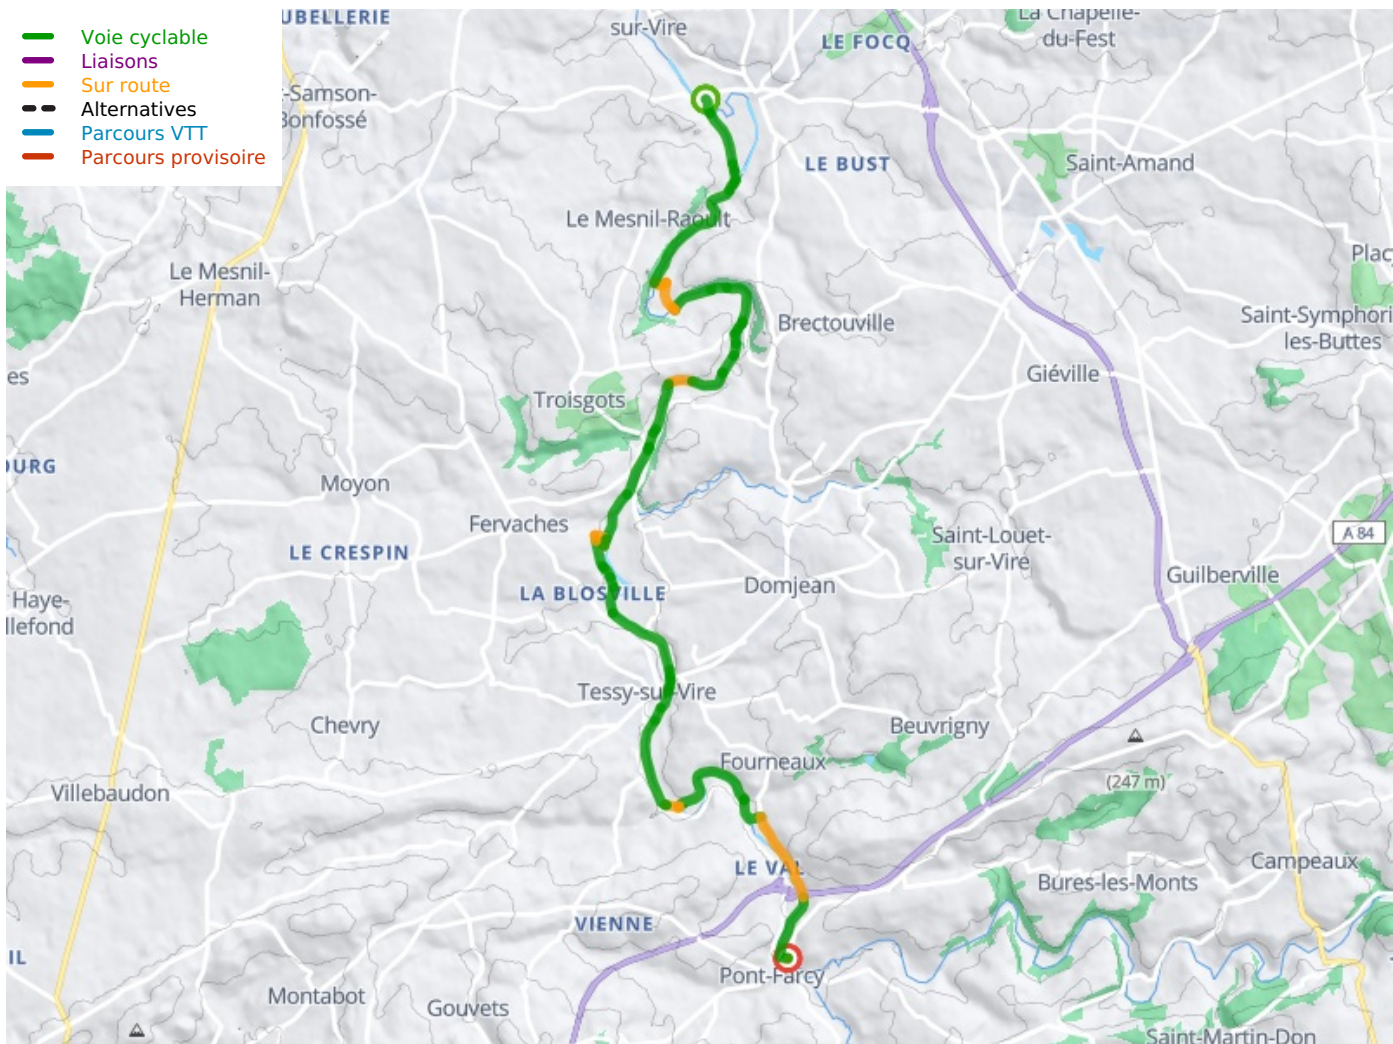 Voie cyclable
Liaisons
Sur route
Alternatives
Parcours VTT
Parcours provisoire
UBELLERIE
sur-Vire
LE FOCQ
La Chapelle-
du-Fest
-Samson-
Bonfossé
LE BUST
Saint-Amand
Le Mesnil-Raoult
Le Mesnil-
Herman
Plac
Brectouville
Saint-Symphori
les-Buttes
es
Giéville
Troisgots
OURG
Moyon
Fervaches
A 84
LE CRESPIN
Saint-Louet-
sur-Vire
Guilberville
Domjean
LA BLOSVILLE
Haye-
llefond
Tessy-sur-Vire
Chevry
Beuvrigny
Fourneaux
(247 m)
Villebaudon
LE VAL
Campeaux
Bures-les-Monts
VIENNE
IL
Pont-Farcy
Montabot
Gouvets
Saint-Martin-Don